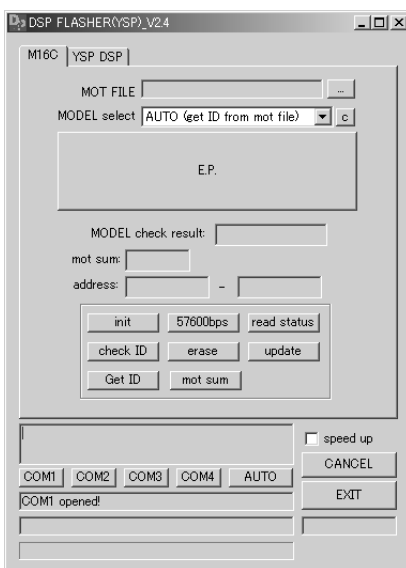 DSP FLASHER(YSP)_V2.4
M16C YSP DSP
MOT FILE ...
MODEL select AUTO (get ID from mot file) c
E.P.
MODEL check result:
mot sum:
address: -
init 57600bps read status
check ID erase update
Get ID mot sum
speed up
CANCEL
COM1 COM2 COM3 COM4 AUTO
EXIT
COM1 opened!